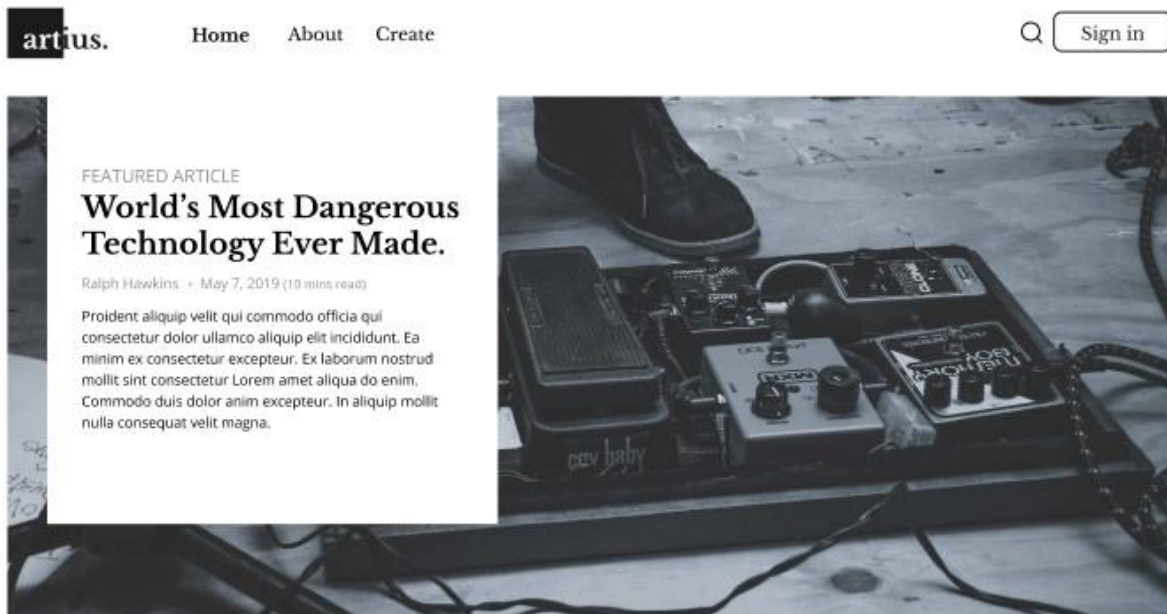 artius.
Home About Create
Sign in
FEATURED ARTICLE
World’s Most Dangerous
Technology Ever Made.
Ralph Hawkins • May 7, 2019 (10 mins read)
Proident aliquip velit qui commodo officia qui
consectetur dolor ullamco aliquip elit incididunt. Ea
minim ex consectetur excepteur. Ex laborum nostrud
mollit sint consectetur Lorem amet aliqua do enim.
Commodo duis dolor anim excepteur. In aliquip mollit
nulla consequat velit magna.
MXR
MEMORY
BOY
cry baby